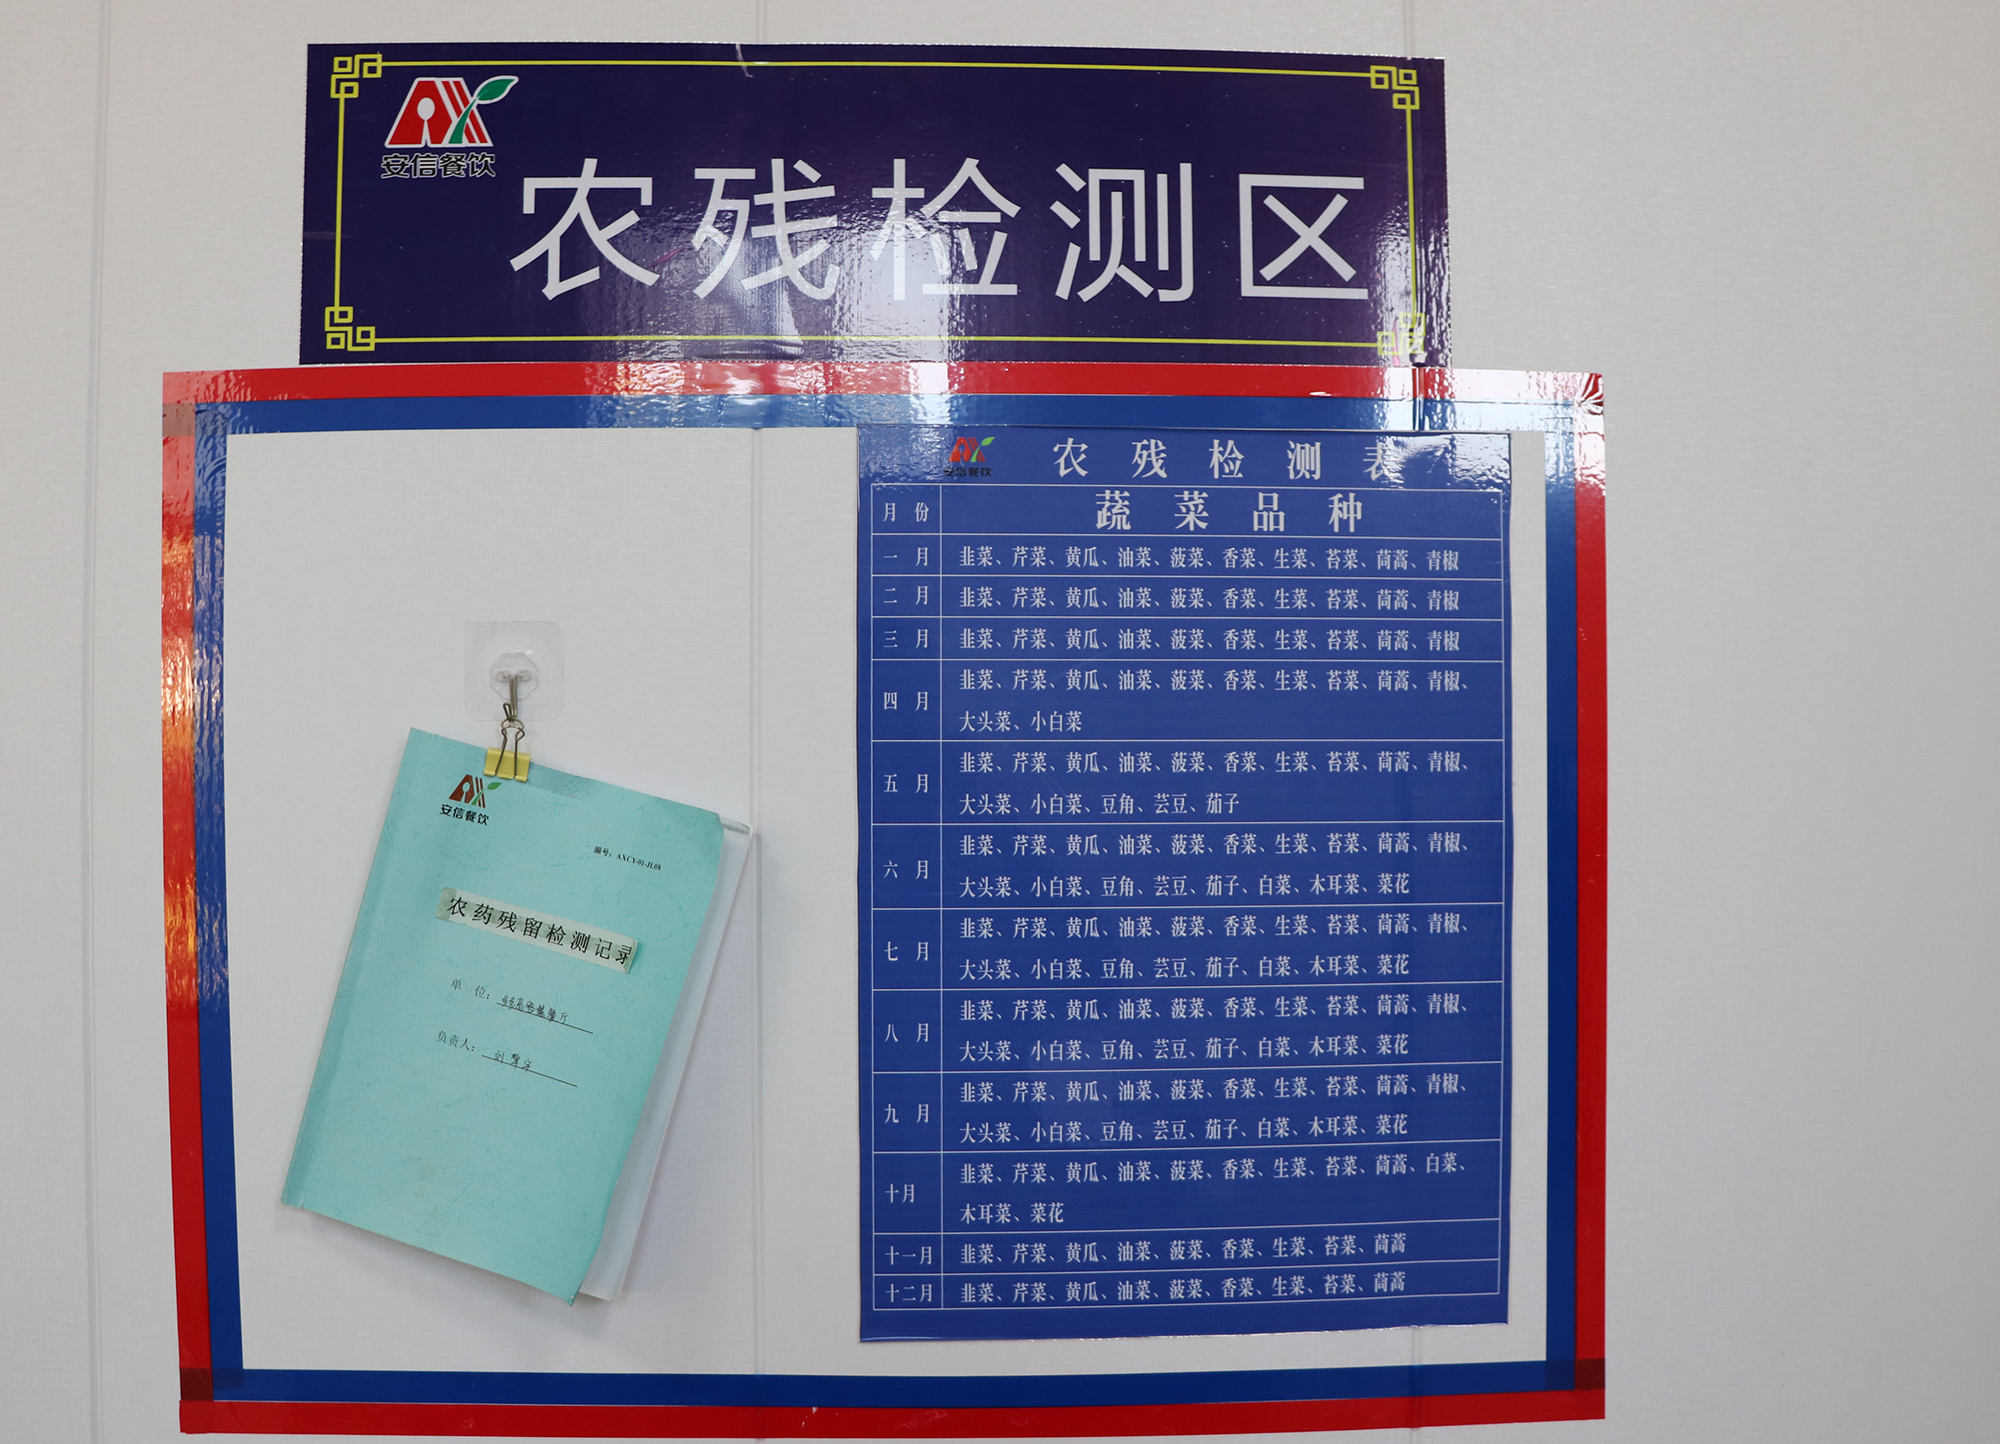 安信餐饮
农残检测区
安信餐饮
农残检测表
月份 蔬菜品种
一月 韭菜、芹菜、黄瓜、油菜、菠菜、香菜、生菜、苔菜、茼蒿、青椒
二月 韭菜、芹菜、黄瓜、油菜、菠菜、香菜、生菜、苔菜、茼蒿、青椒
三月 韭菜、芹菜、黄瓜、油菜、菠菜、香菜、生菜、苔菜、茼蒿、青椒
四月 韭菜、芹菜、黄瓜、油菜、菠菜、香菜、生菜、苔菜、茼蒿、青椒、
大头菜、小白菜
五月 韭菜、芹菜、黄瓜、油菜、菠菜、香菜、生菜、苔菜、茼蒿、青椒、
大头菜、小白菜、豆角、芸豆、茄子
六月 韭菜、芹菜、黄瓜、油菜、菠菜、香菜、生菜、苔菜、茼蒿、青椒、
大头菜、小白菜、豆角、芸豆、茄子、白菜、木耳菜、菜花
七月 韭菜、芹菜、黄瓜、油菜、菠菜、香菜、生菜、苔菜、茼蒿、青椒、
大头菜、小白菜、豆角、芸豆、茄子、白菜、木耳菜、菜花
八月 韭菜、芹菜、黄瓜、油菜、菠菜、香菜、生菜、苔菜、茼蒿、青椒、
大头菜、小白菜、豆角、芸豆、茄子、白菜、木耳菜、菜花
九月 韭菜、芹菜、黄瓜、油菜、菠菜、香菜、生菜、苔菜、茼蒿、青椒、
大头菜、小白菜、豆角、芸豆、茄子、白菜、木耳菜、菜花
十月 韭菜、芹菜、黄瓜、油菜、菠菜、香菜、生菜、苔菜、茼蒿、白菜、
木耳菜、菜花
十一月 韭菜、芹菜、黄瓜、油菜、菠菜、香菜、生菜、苔菜、茼蒿
十二月 韭菜、芹菜、黄瓜、油菜、菠菜、香菜、生菜、苔菜、茼蒿
安信餐饮
编号：AXCY-01-JL08
农药残留检测记录
单位：
负责人：